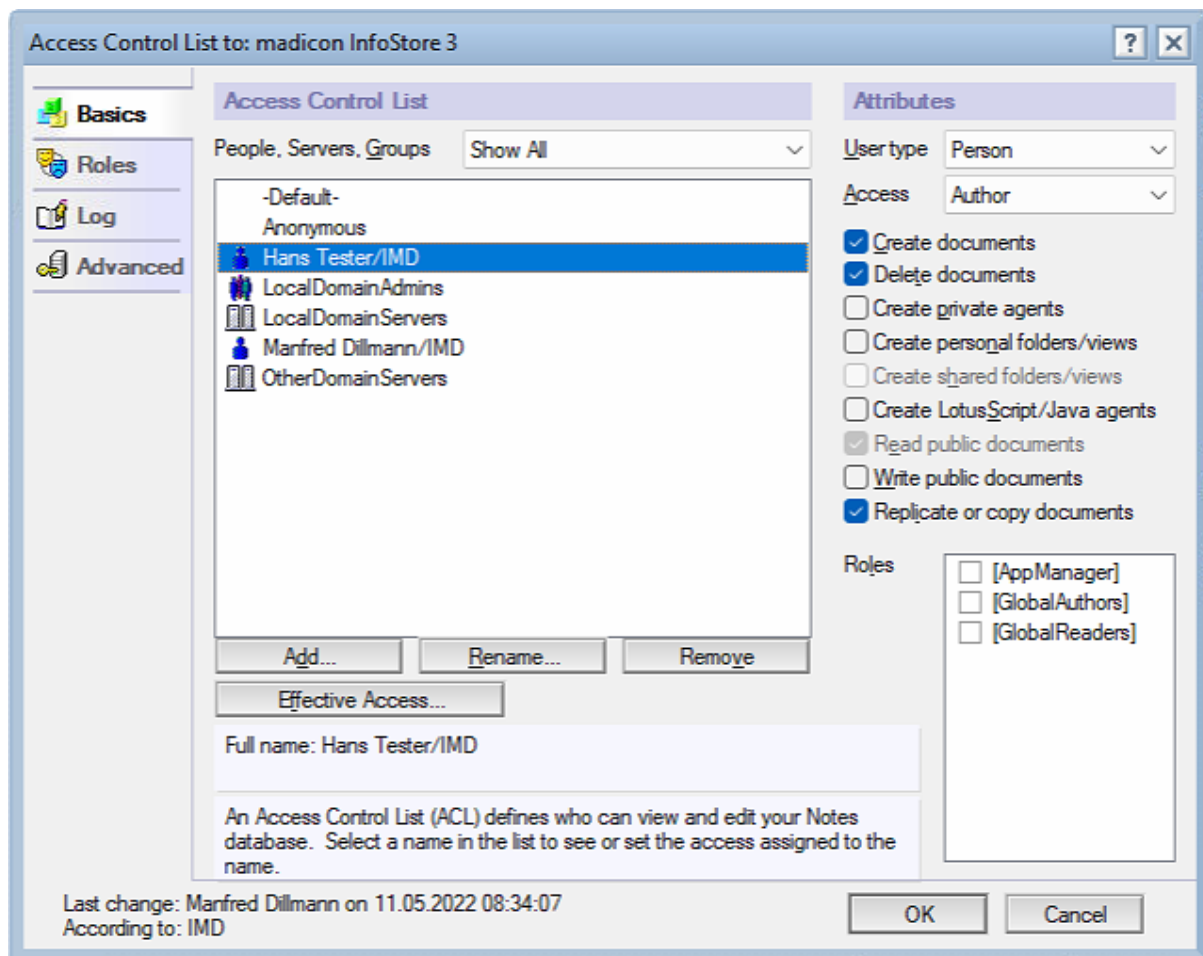 Access Control List to: madicon InfoStore 3
Basics
Roles
Log
Advanced
Access Control List
People, Servers, Groups
Show All
-Default-
Anonymous
Hans Tester/IMD
LocalDomainAdmins
LocalDomainServers
Manfred Dillmann/IMD
OtherDomainServers
Add...
Rename...
Remove
Effective Access...
Full name: Hans Tester/IMD
An Access Control List (ACL) defines who can view and edit your Notes
database. Select a name in the list to see or set the access assigned to the
name.
Attributes
User type
Person
Access
Author
Create documents
Delete documents
Create private agents
Create personal folders/views
Create shared folders/views
Create LotusScript/Java agents
Read public documents
Write public documents
Replicate or copy documents
Roles
[AppManager]
[GlobalAuthors]
[GlobalReaders]
Last change: Manfred Dillmann on 11.05.2022 08:34:07
According to: IMD
OK
Cancel